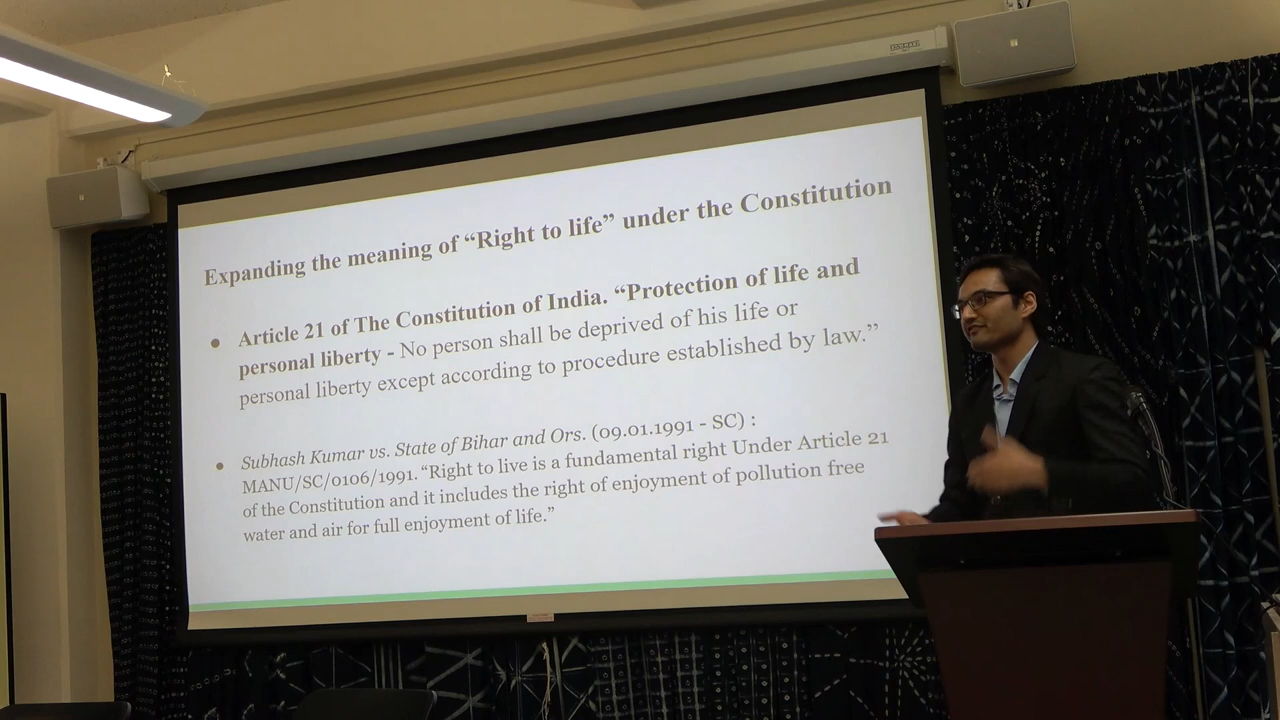 Expanding the meaning of “Right to life” under the Constitution
● Article 21 of The Constitution of India. “Protection of life and
personal liberty - No person shall be deprived of his life or
personal liberty except according to procedure established by law.”
● Subhash Kumar vs. State of Bihar and Ors. (09.01.1991 - SC) :
MANU/SC/0106/1991. “Right to live is a fundamental right Under Article 21
of the Constitution and it includes the right of enjoyment of pollution free
water and air for full enjoyment of life.”